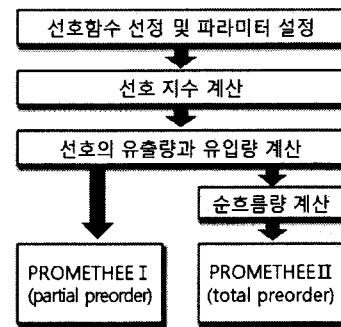 선호함수 선정 및 파라미터 설정
선호 지수 계산
선호의 유출량과 유입량 계산
순흐름량 계산
PROMETHEE I
(partial preorder)
PROMETHEE II
(total preorder)